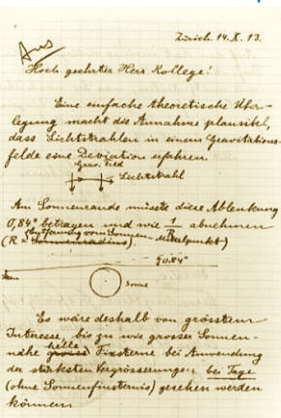 Zürich. 14. X. 13.
Hoch geehrter Herr Kollege!
Eine einfache theoretische Über-
legung macht die Annahme plausibel,
dass Lichtstrahlen in einem Gravitations-
felde eine Deviation erfahren.
Grav. Feld
Lichtstrahl
Am Sonnenrande müsste diese Ablenkung
0,84" betragen und wie 1/R abnehmen
(R = Sonnenradius)
0.84"
Sonne
Es wäre deshalb von grösstem
Interesse, bis zu wie grosser Sonnen-
nähe helle Fixsterne bei Anwendung
der stärksten Vergrösserungen bei Tage
(ohne Sonnenfinsternis) gesehen werden
können.